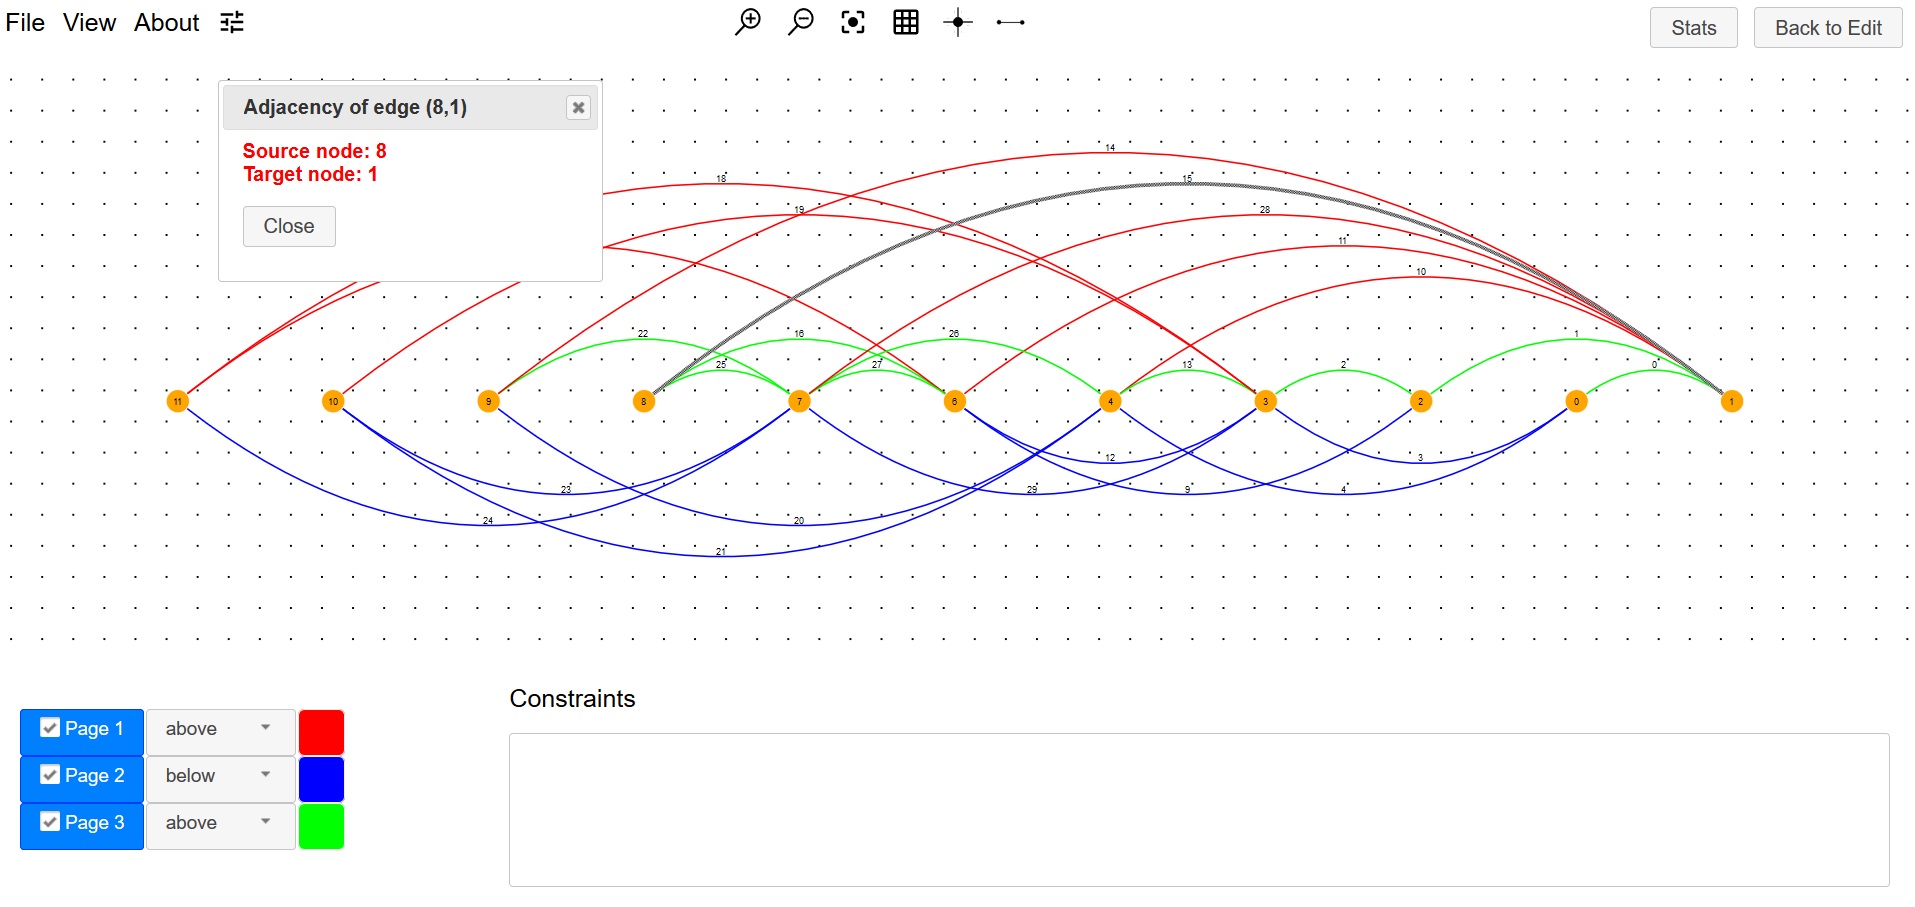 File View About
Stats Back to Edit
Adjacency of edge (8,1)
Source node: 8
Target node: 1
Close
14
18
15
19
28
11
10
22
16
26
1
25
27
13
2
0
11 10 9 8 7 6 4 3 2 0 1
12
3
23
29
9
4
24
20
21
Constraints
Page 1 above
Page 2 below
Page 3 above